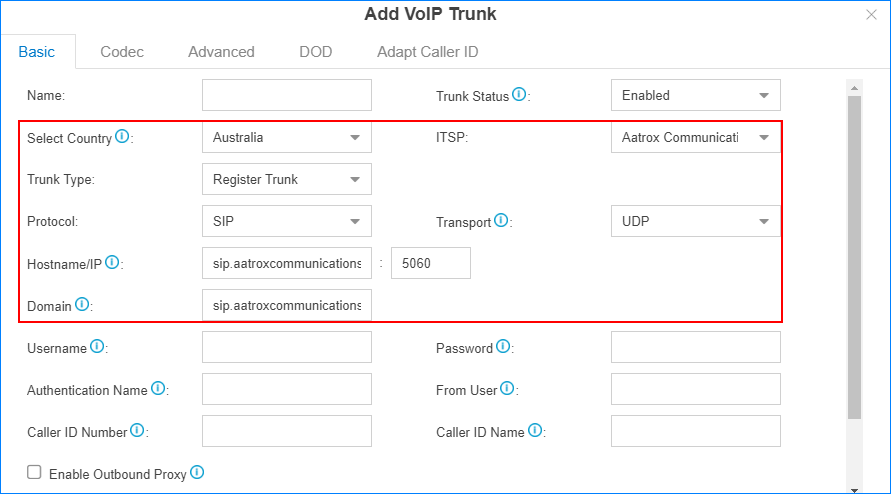 Add VoIP Trunk
Basic Codec Advanced DOD Adapt Caller ID
Name: Trunk Status: Enabled
Select Country: Australia ITSP: Aatrox Communicati
Trunk Type: Register Trunk
Protocol: SIP Transport: UDP
Hostname/IP: sip.aatroxcommunications : 5060
Domain: sip.aatroxcommunications
Username: Password:
Authentication Name: From User:
Caller ID Number: Caller ID Name:
Enable Outbound Proxy